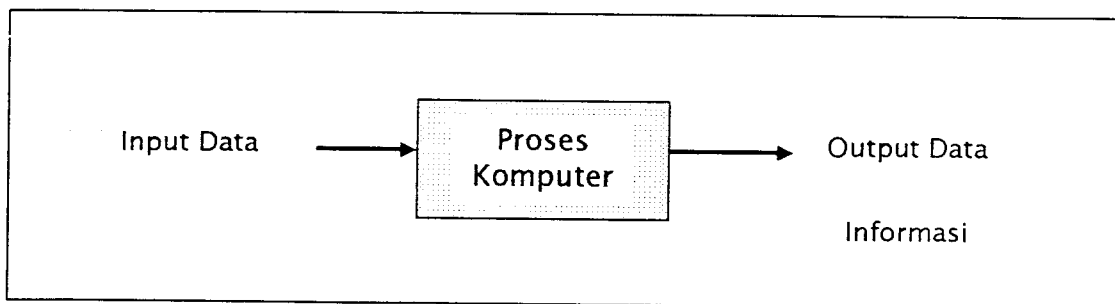 Input Data
Proses
Komputer
Output Data
Informasi